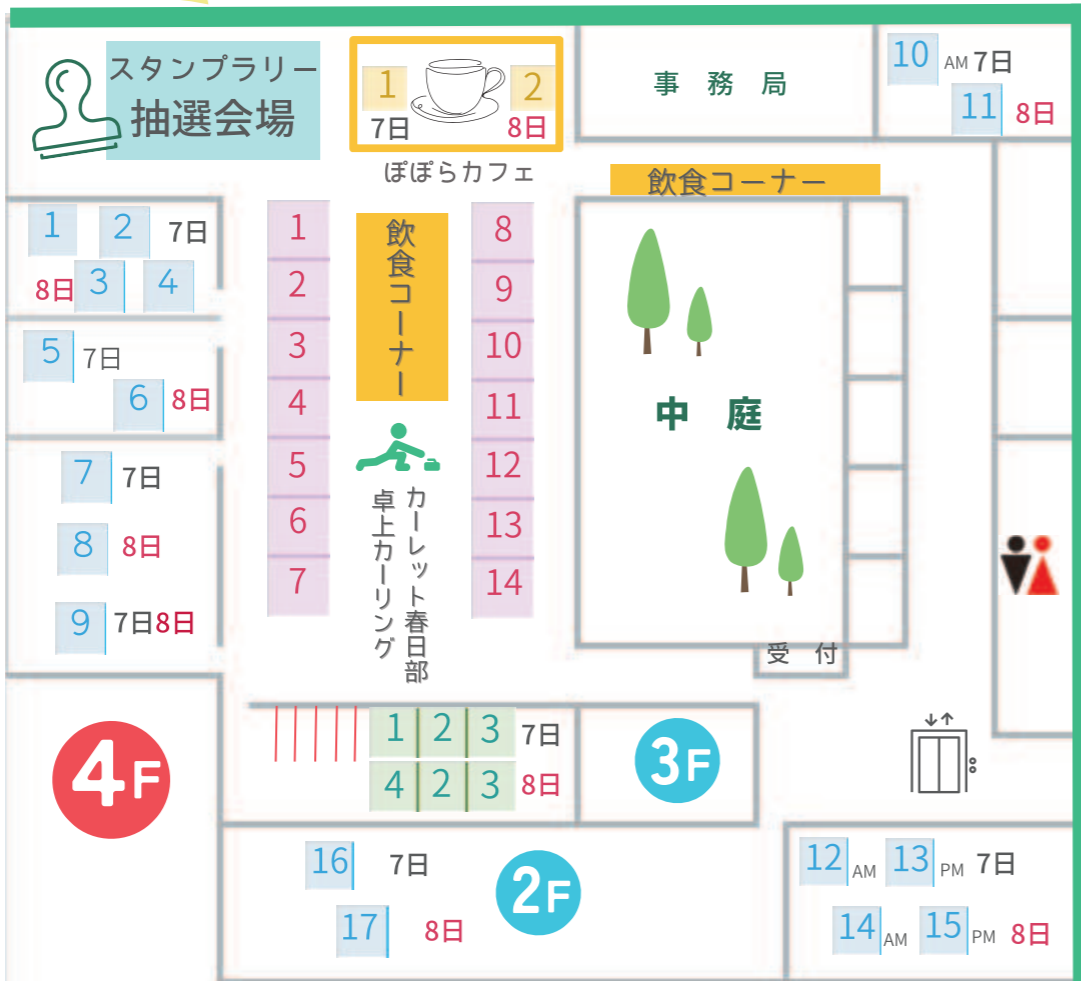 スタンプラリー
抽選会場
1
2
7日
8日
ぽぽらカフェ
事務局
10 AM 7日
11 8日
飲食コーナー
1 2 7日
8日 3 4
5 7日
6 8日
7 7日
8 8日
9 7日8日
1
2
3
4
5
6
7
飲食コーナー
カーレット春日部
卓上カーリング
8
9
10
11
12
13
14
中庭
受付
1 2 3 7日
4 2 3 8日
4F
3F
2F
16 7日
17 8日
12 AM 13 PM 7日
14 AM 15 PM 8日